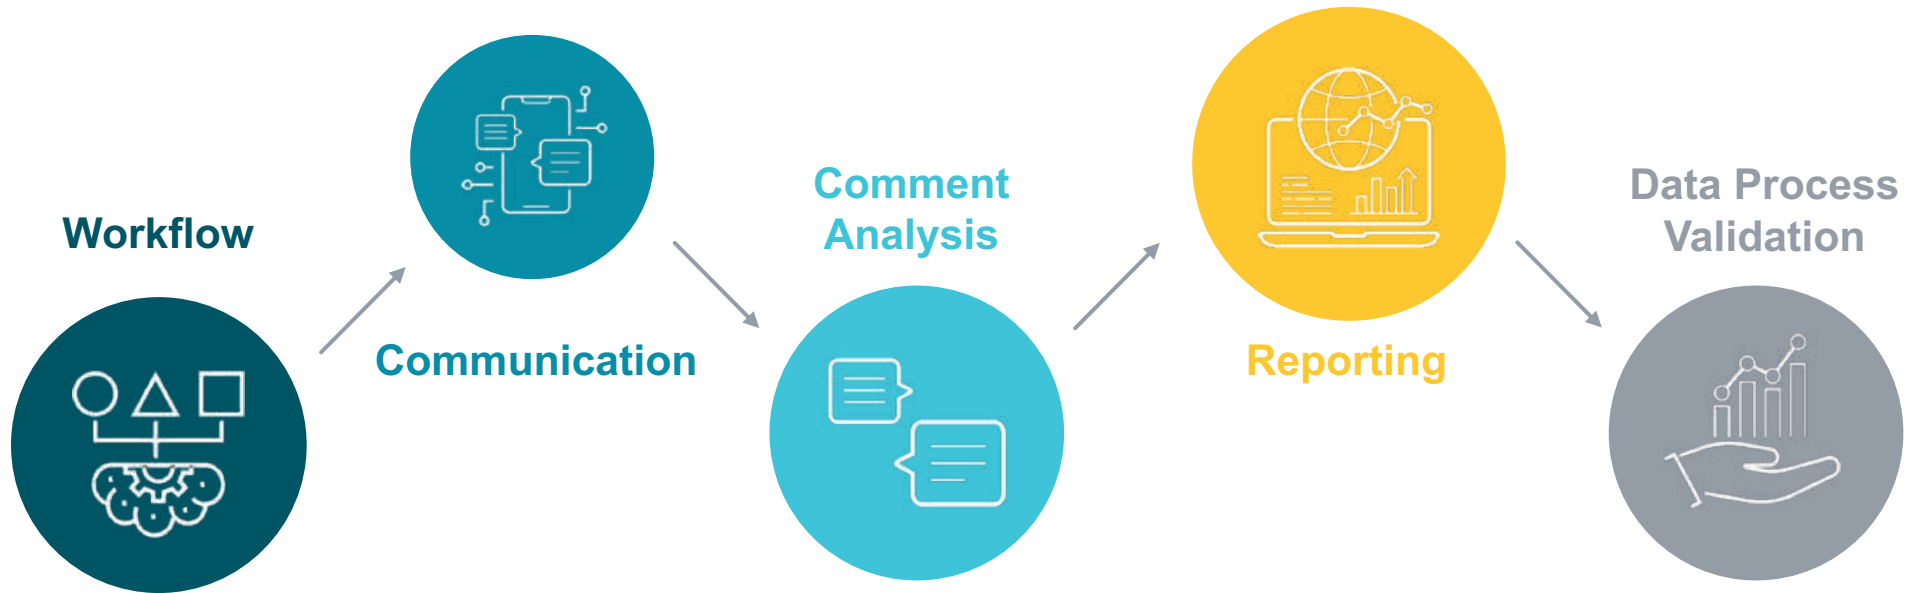 Workflow
Communication
Comment
Analysis
Reporting
Data Process
Validation